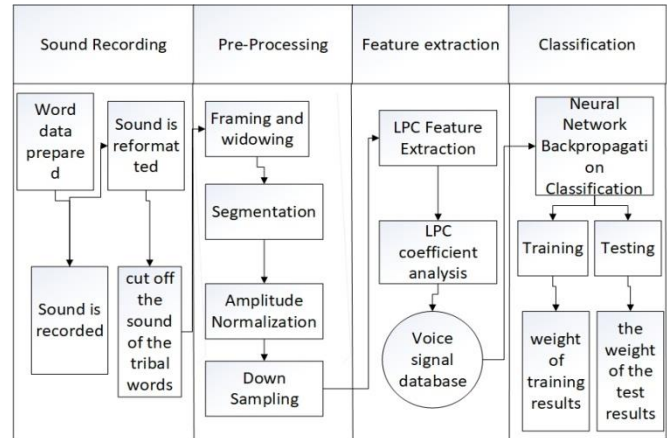 Sound Recording
Pre-Processing
Feature extraction
Classification
Word
data
prepare
d
Sound is
reforma
tted
Sound is
recorded
cut off
the
sound
of the
tribal
words
Framing and
widowing
Segmentation
Amplitude
Normalization
Down
Sampling
LPC Feature
Extraction
LPC
coefficient
analysis
Voice
signal
database
Neural
Network
Backpropagati
on
Classification
Training
Testing
weight
of
training
results
the
weight
of the
test
results